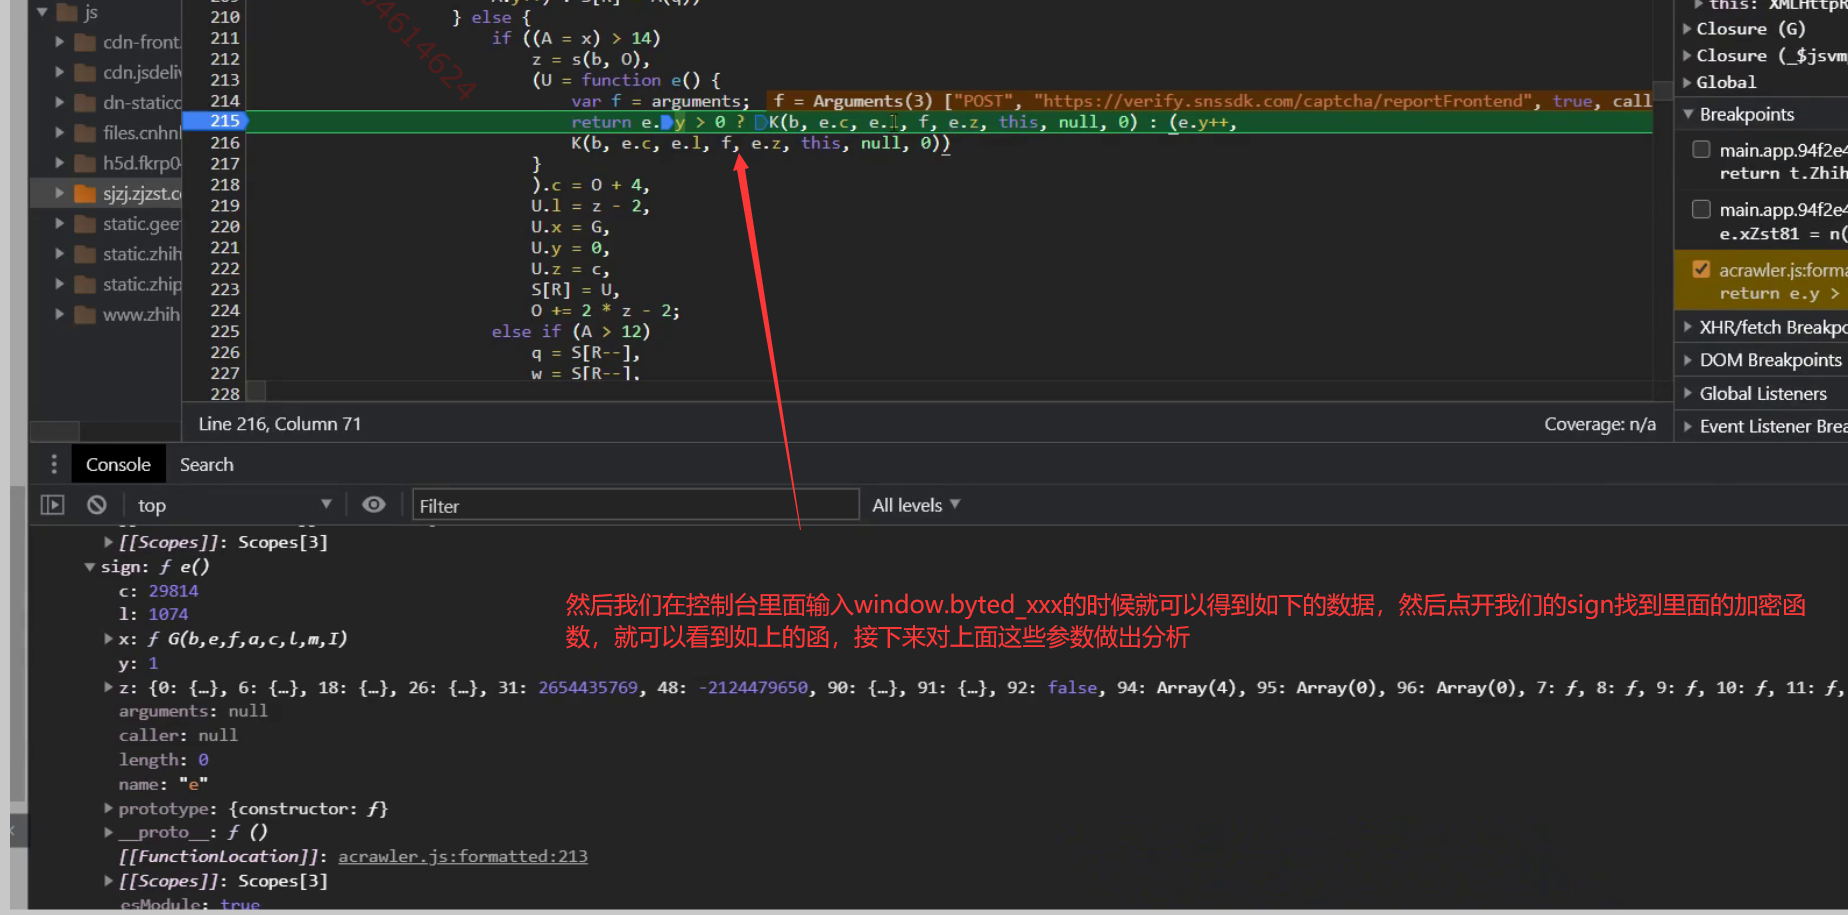 js
cdn-front.
cdn.jsdeliv
dn-staticc
files.cnhnl
h5d.fkrp0
sjzj.zjzst.c
static.gee
static.zhih
static.zhip
www.zhih
614624
210 } else {
211 if ((A = x) > 14)
212 z = s(b, O),
213 (U = function e() {
214 var f = arguments; f = Arguments(3) ["POST", "https://verify.snssdk.com/captcha/reportFrontend", true, call
215 return e.y > 0 ? K(b, e.c, e.l, f, e.z, this, null, 0) : (e.y++,
216 K(b, e.c, e.l, f, e.z, this, null, 0))
217 }
218 ).c = O + 4,
219 U.l = z - 2,
220 U.x = G,
221 U.y = 0,
222 U.z = c,
223 S[R] = U,
224 O += 2 * z - 2;
225 else if (A > 12)
226 q = S[R--],
227 w = S[R--],
228
Line 216, Column 71
Coverage: n/a
this: XMLHttpR
Closure (G)
Closure (_$jsvm
Global
Breakpoints
main.app.94f2e4
return t.Zhih
main.app.94f2e4
e.xZst81 = n(
acrawler.js:forma
return e.y >
XHR/fetch Breakpo
DOM Breakpoints
Global Listeners
Event Listener Brea
Console
Search
top
Filter
All levels
[[Scopes]]: Scopes[3]
sign: ƒ e()
c: 29814
l: 1074
x: ƒ G(b,e,f,a,c,l,m,I)
y: 1
z: {0: {…}, 6: {…}, 18: {…}, 26: {…}, 31: 2654435769, 48: -2124479650, 90: {…}, 91: {…}, 92: false, 94: Array(4), 95: Array(0), 96: Array(0), 7: ƒ, 8: ƒ, 9: ƒ, 10: ƒ, 11: ƒ,
arguments: null
caller: null
length: 0
name: "e"
prototype: {constructor: ƒ}
__proto__: ƒ ()
[[FunctionLocation]]: acrawler.js:formatted:213
[[Scopes]]: Scopes[3]
esModule: true
然后我们在控制台里面输入window.byted_xxx的时候就可以得到如下的数据，然后点开我们的sign找到里面的加密函
数，就可以看到如上的函，接下来对上面这些参数做出分析